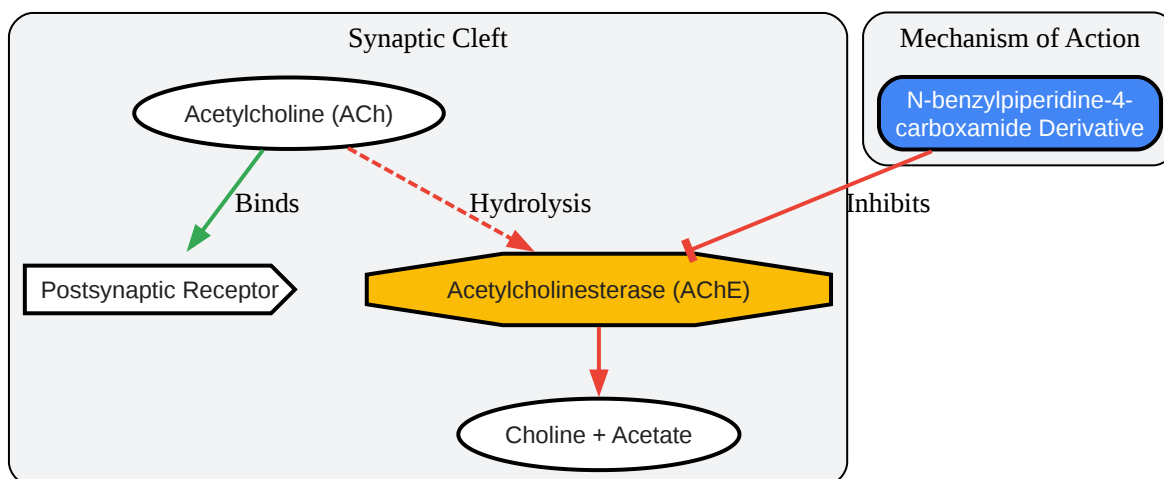 Synaptic Cleft
Mechanism of Action
Acetylcholine (ACh)
N-benzylpiperidine-4-
carboxamide Derivative
Binds
Hydrolysis
Inhibits
Postsynaptic Receptor
Acetylcholinesterase (AChE)
Choline + Acetate